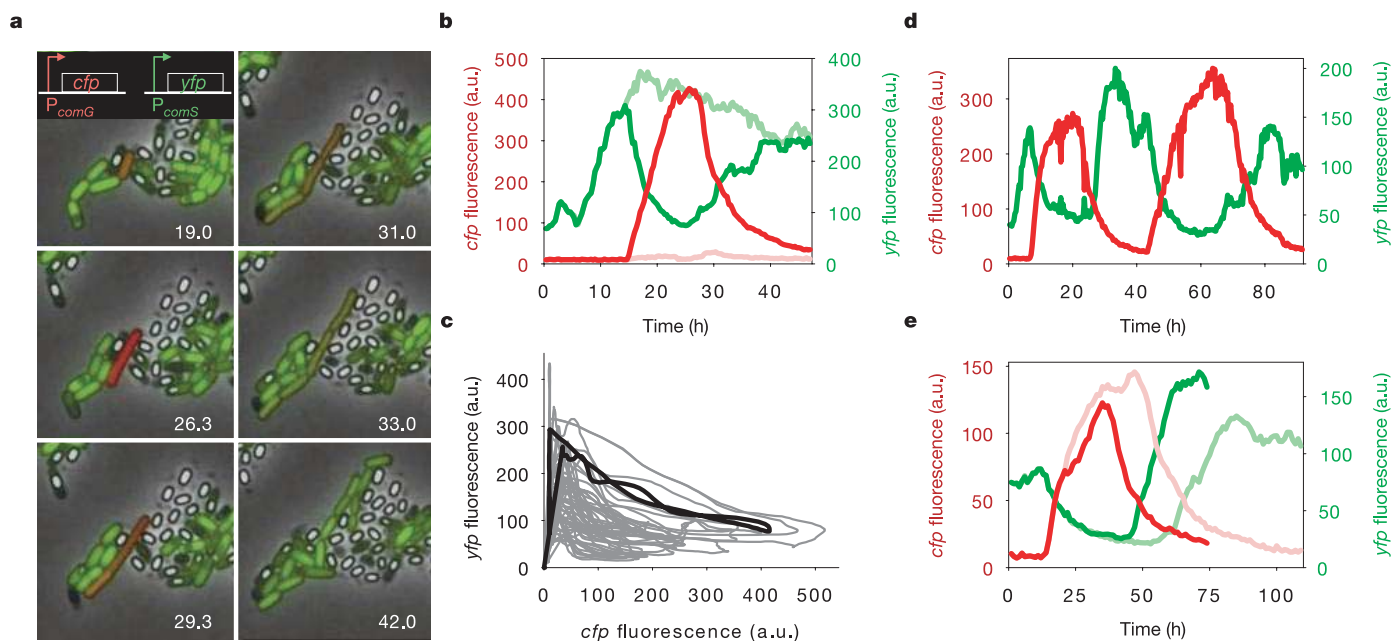 a
cfp
yfp
PcomG
PcomS
19.0
31.0
26.3
33.0
29.3
42.0
b
500
400
300
200
100
0
cfp fluorescence (a.u.)
400
300
200
100
0
yfp fluorescence (a.u.)
0
20
30
40
Time (h)
c
400
300
200
100
0
yfp fluorescence (a.u.)
0
100
200
300
400
500
cfp fluorescence (a.u.)
d
300
200
100
0
cfp fluorescence (a.u.)
200
150
100
50
0
yfp fluorescence (a.u.)
0
20
40
60
80
Time (h)
e
150
100
50
0
cfp fluorescence (a.u.)
150
100
50
0
yfp fluorescence (a.u.)
0
25
50
75
100
Time (h)